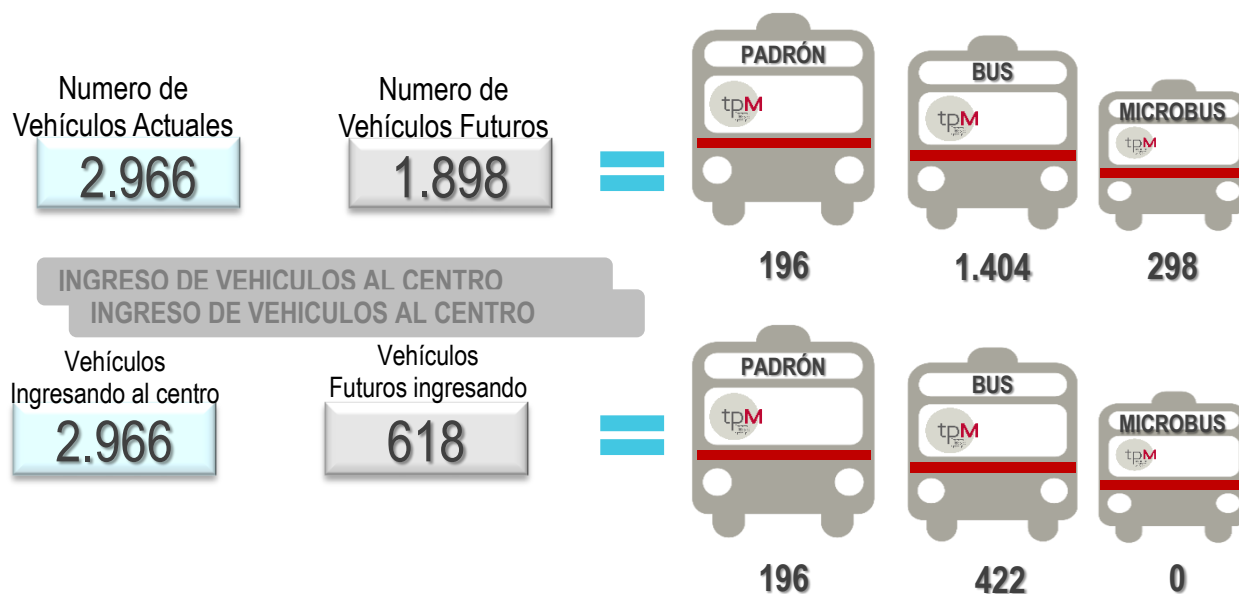 Numero de
Vehículos Actuales
2.966
Numero de
Vehículos Futuros
1.898
PADRÓN
tpM
196
BUS
tpM
1.404
MICROBUS
tpM
298
INGRESO DE VEHICULOS AL CENTRO
INGRESO DE VEHICULOS AL CENTRO
Vehículos
Ingresando al centro
2.966
Vehículos
Futuros ingresando
618
PADRÓN
tpM
196
BUS
tpM
422
MICROBUS
tpM
0